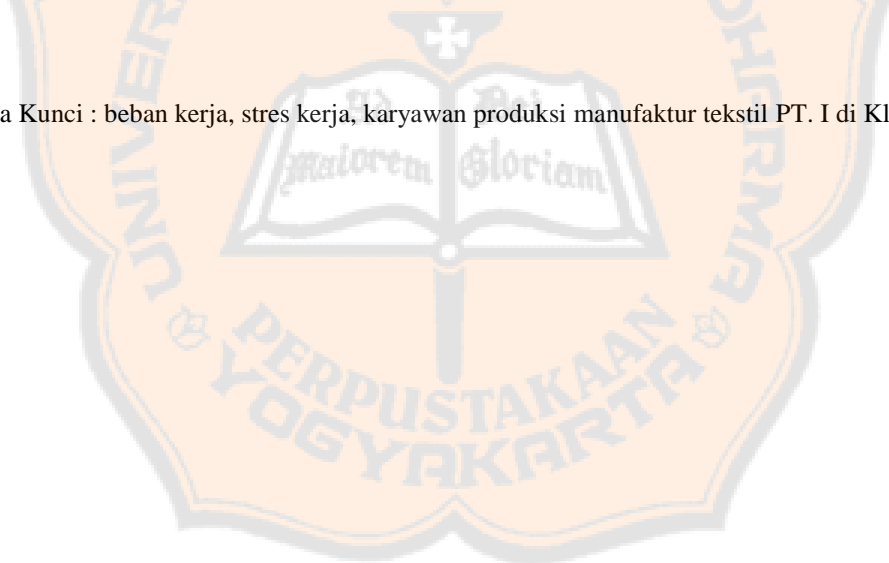 a Kunci : beban kerja, stres kerja, karyawan produksi manufaktur tekstil PT. I di Kl
Ad Dei
Maiorem Gloriam
PERPUSTAKAAN
YOGYAKARTA